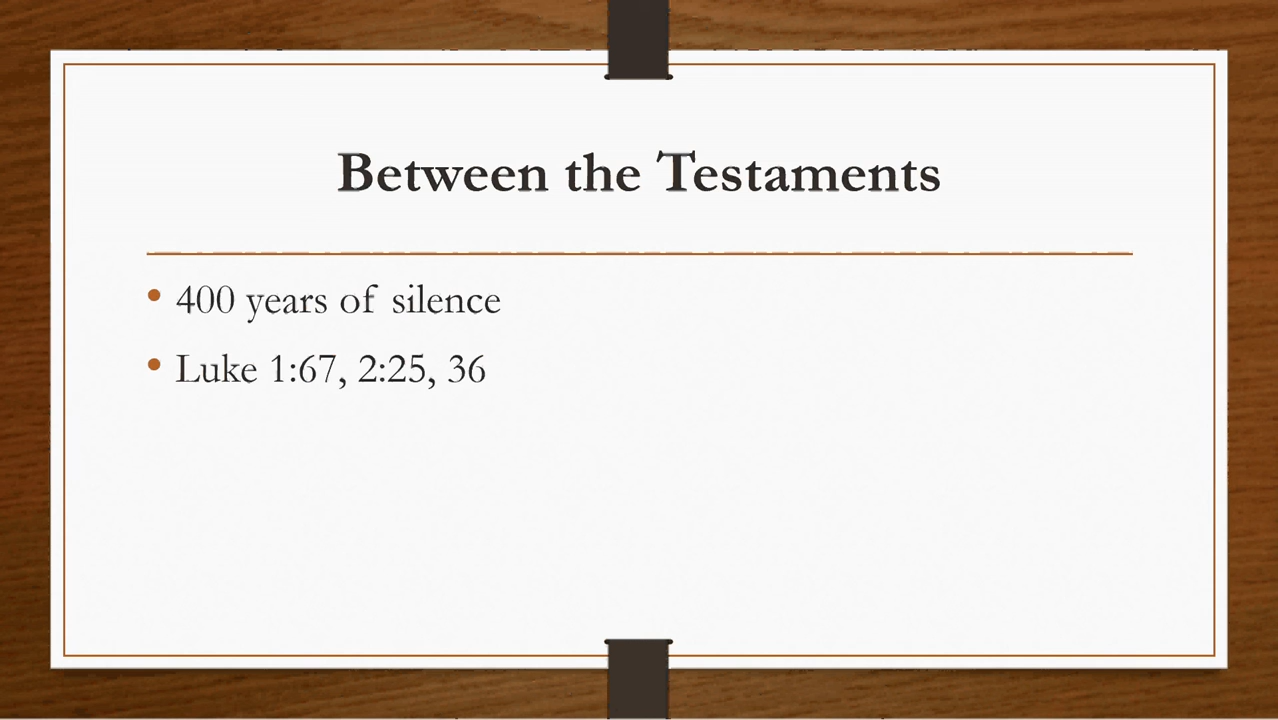 Between the Testaments
• 400 years of silence
• Luke 1:67, 2:25, 36